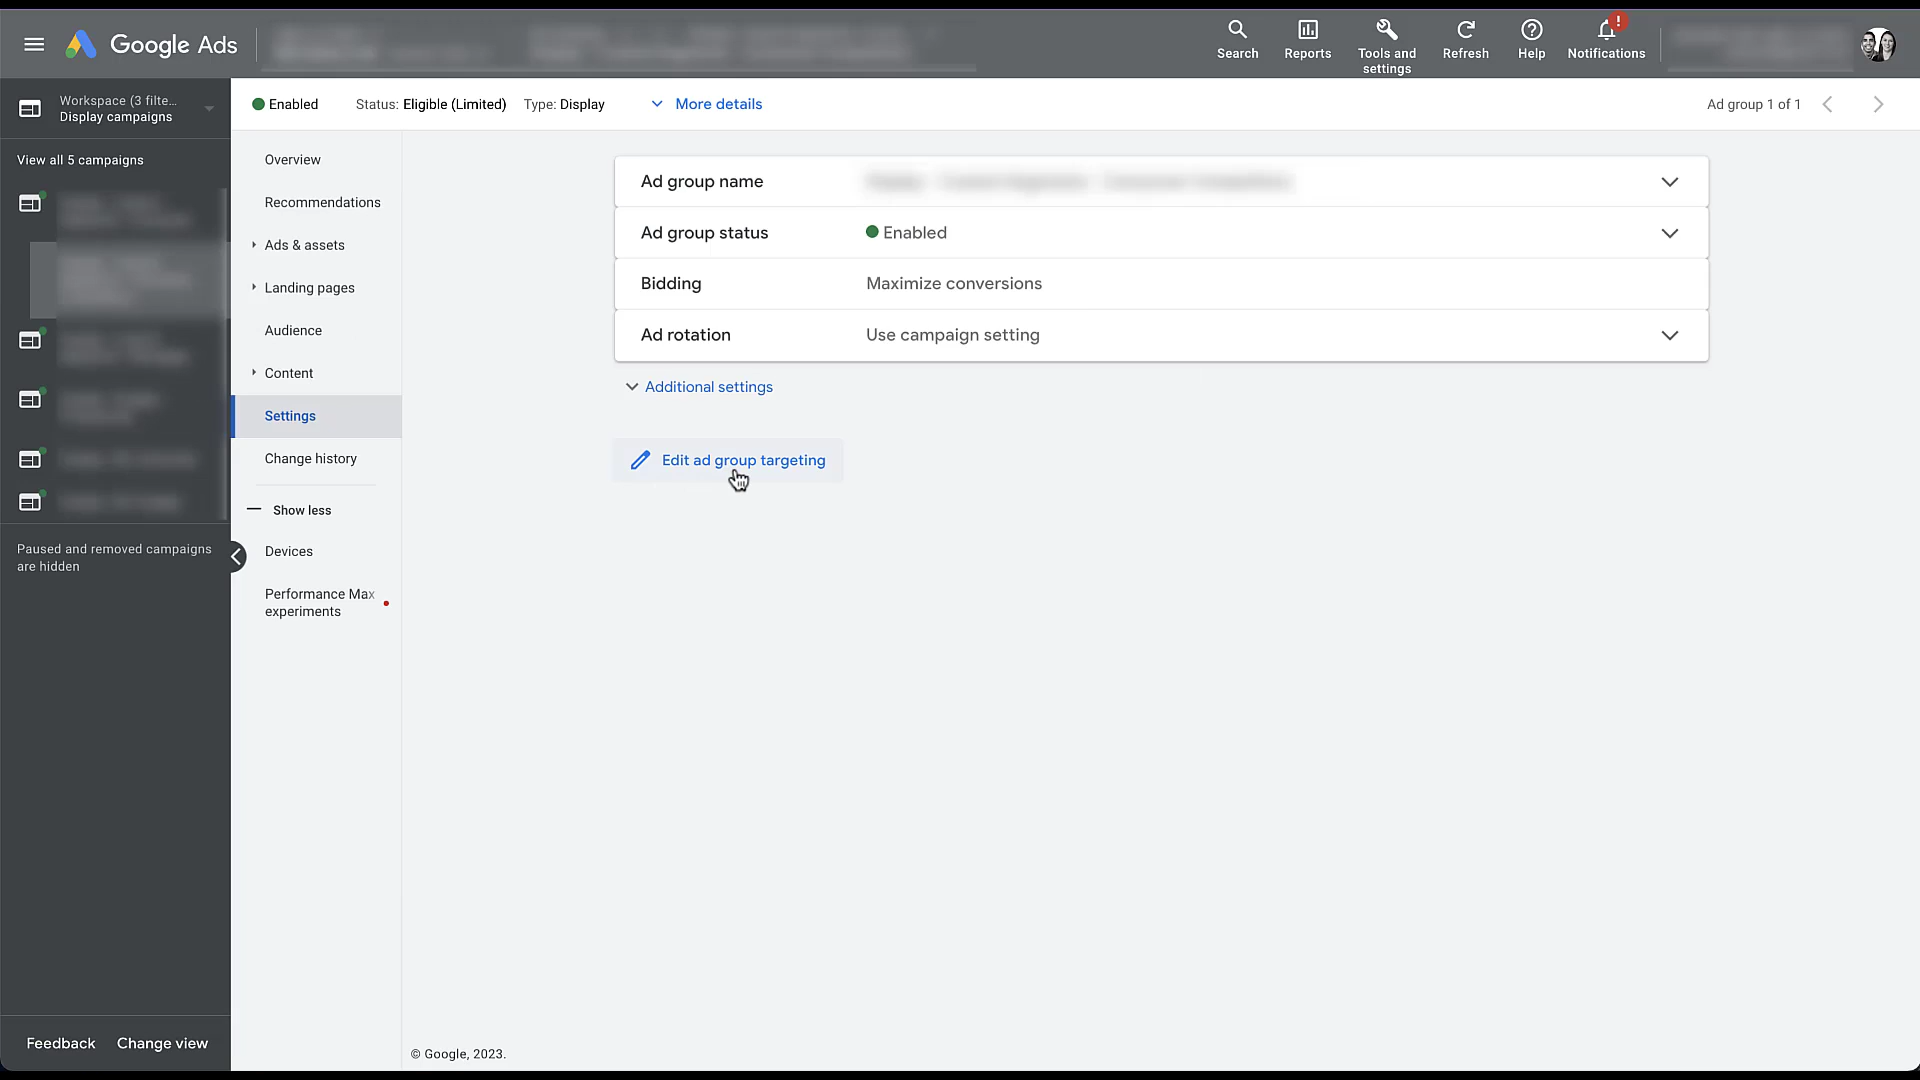 Google Ads
Search
Reports
Tools and
settings
Refresh
Help
Notifications
!
Workspace (3 filte...
Display campaigns
Enabled
Status: Eligible (Limited)
Type: Display
More details
Ad group 1 of 1
View all 5 campaigns
Paused and removed campaigns
are hidden
Feedback
Change view
Overview
Recommendations
Ads & assets
Landing pages
Audience
Content
Settings
Change history
Show less
Devices
Performance Max
experiments
Ad group name
Ad group status
Enabled
Bidding
Maximize conversions
Ad rotation
Use campaign setting
Additional settings
Edit ad group targeting
© Google, 2023.